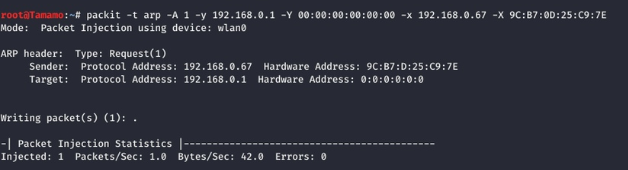 root@Tamamo:~# packit -t arp -A 1 -y 192.168.0.1 -Y 00:00:00:00:00:00 -x 192.168.0.67 -X 9C:B7:0D:25:C9:7E
Mode:  Packet Injection using device: wlan0
ARP header:  Type: Request(1)
Sender:  Protocol Address: 192.168.0.67  Hardware Address: 9C:B7:D:25:C9:7E
Target:  Protocol Address: 192.168.0.1  Hardware Address: 0:0:0:0:0:0
Writing packet(s) (1): .
-| Packet Injection Statistics |--------------------------------------------
Injected: 1  Packets/Sec: 1.0  Bytes/Sec: 42.0  Errors: 0